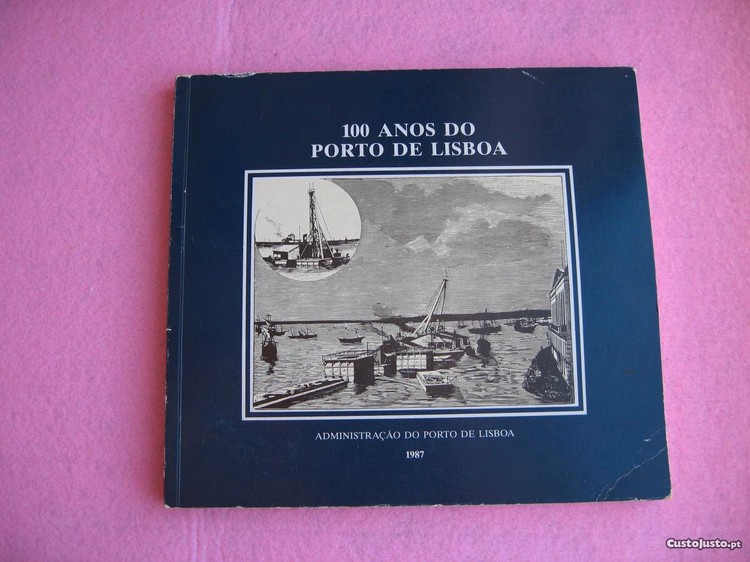 100 ANOS DO
PORTO DE LISBOA
ADMINISTRAÇÃO DO PORTO DE LISBOA
1987
CustoJusto.pt